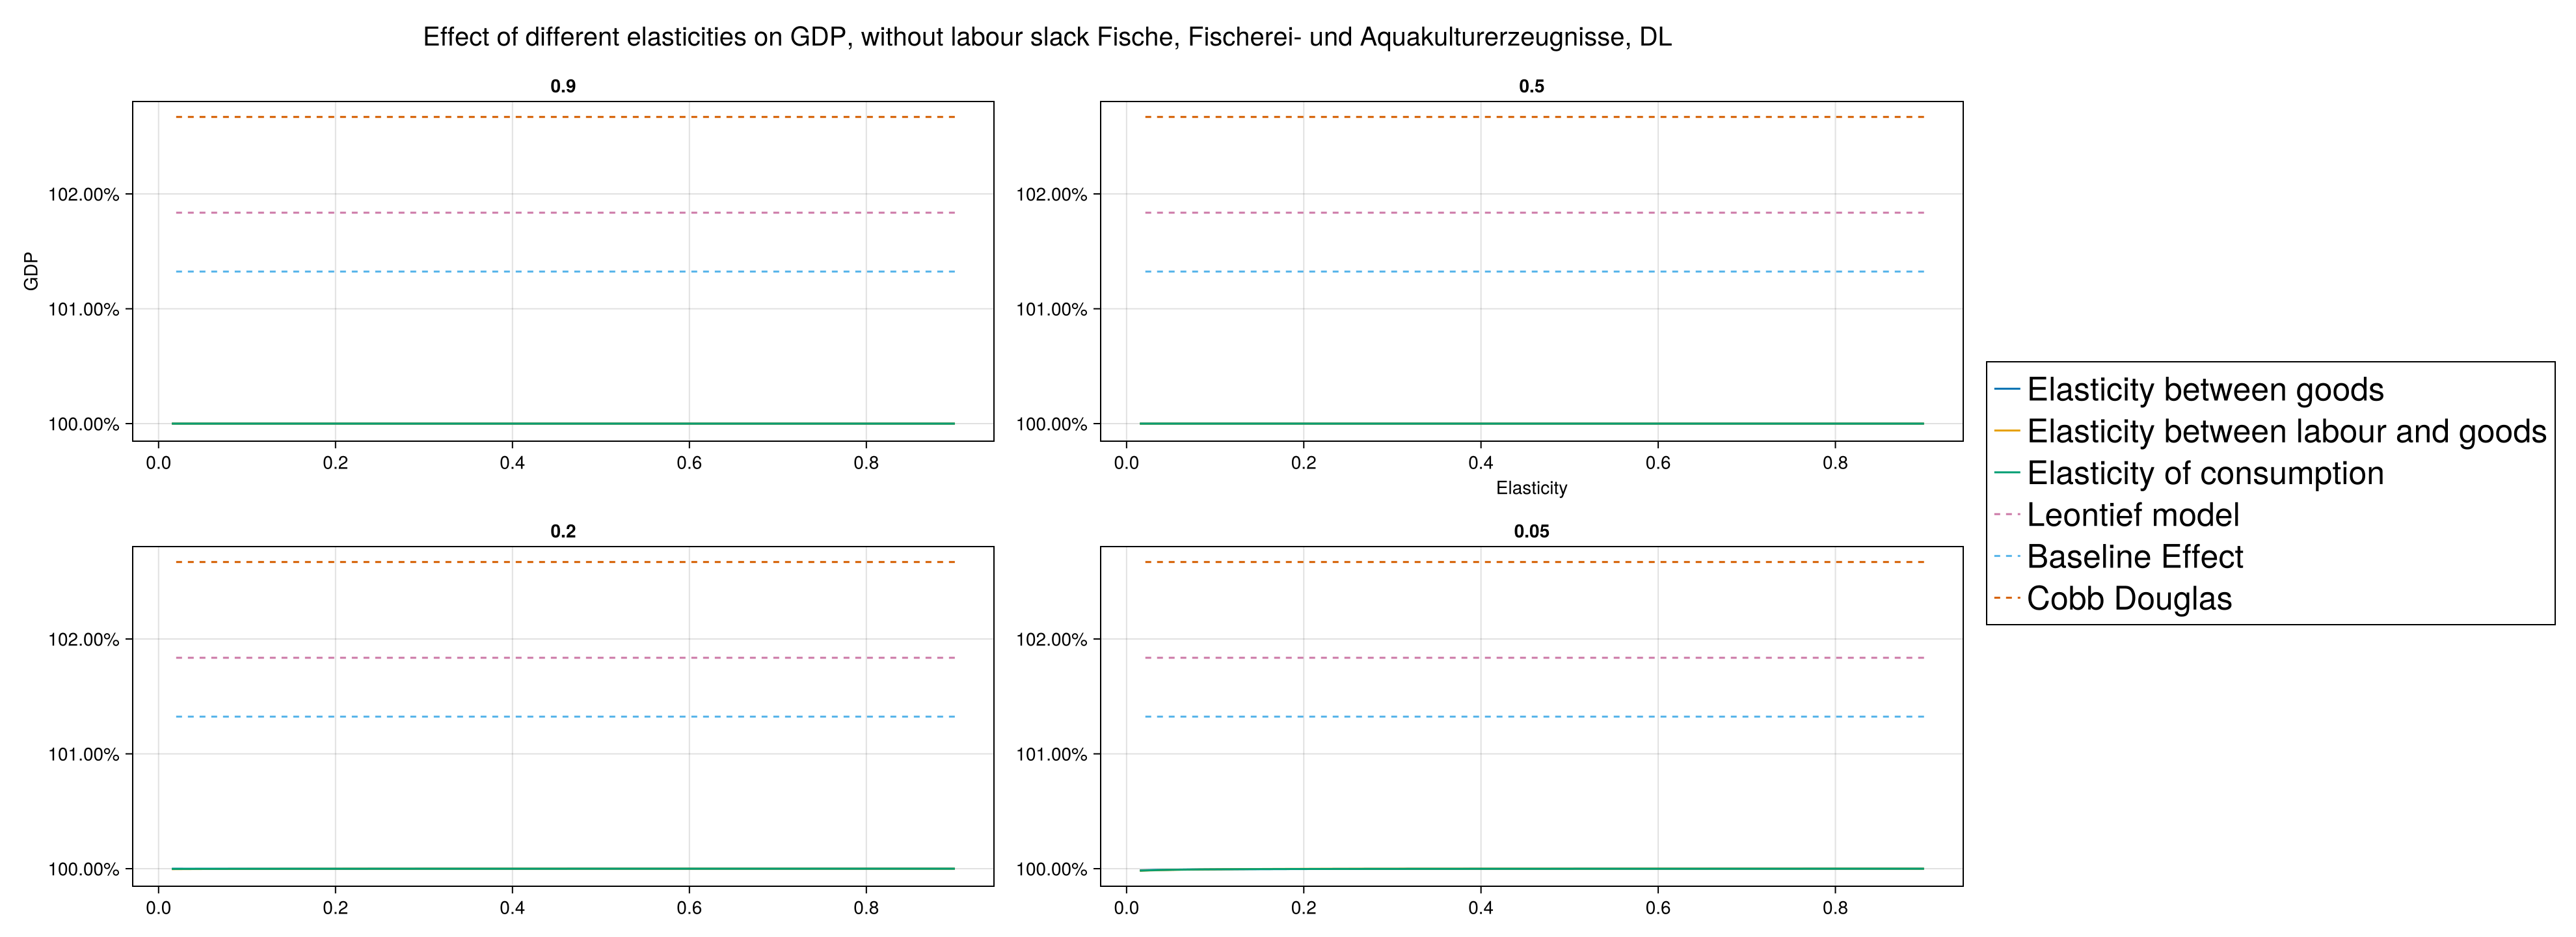 Effect of different elasticities on GDP, without labour slack Fische, Fischerei- und Aquakulturerzeugnisse, DL
0.9
GDP
102.00%
101.00%
100.00%
0.0 0.2 0.4 0.6 0.8
0.5
102.00%
101.00%
100.00%
0.0 0.2 0.4 0.6 0.8
Elasticity
0.2
102.00%
101.00%
100.00%
0.0 0.2 0.4 0.6 0.8
0.05
102.00%
101.00%
100.00%
0.0 0.2 0.4 0.6 0.8
Elasticity between goods
Elasticity between labour and goods
Elasticity of consumption
Leontief model
Baseline Effect
Cobb Douglas